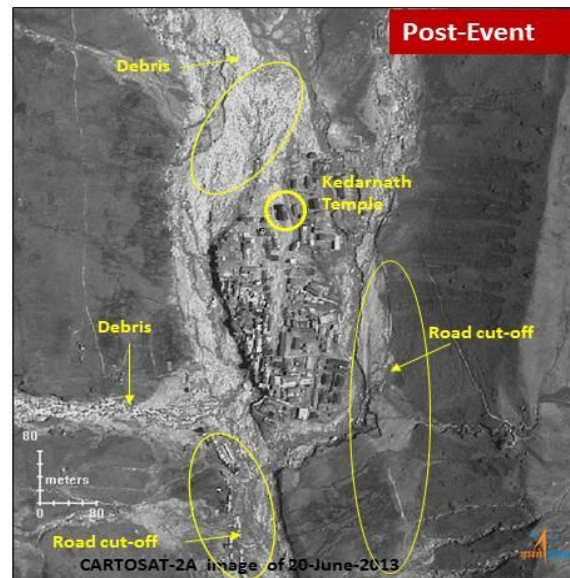 Post-Event
Debris
Kedarnath
Temple
Debris
Road cut-off
80
meters
0 80
Road cut-off
CARTOSAT-2A image of 20-June-2013